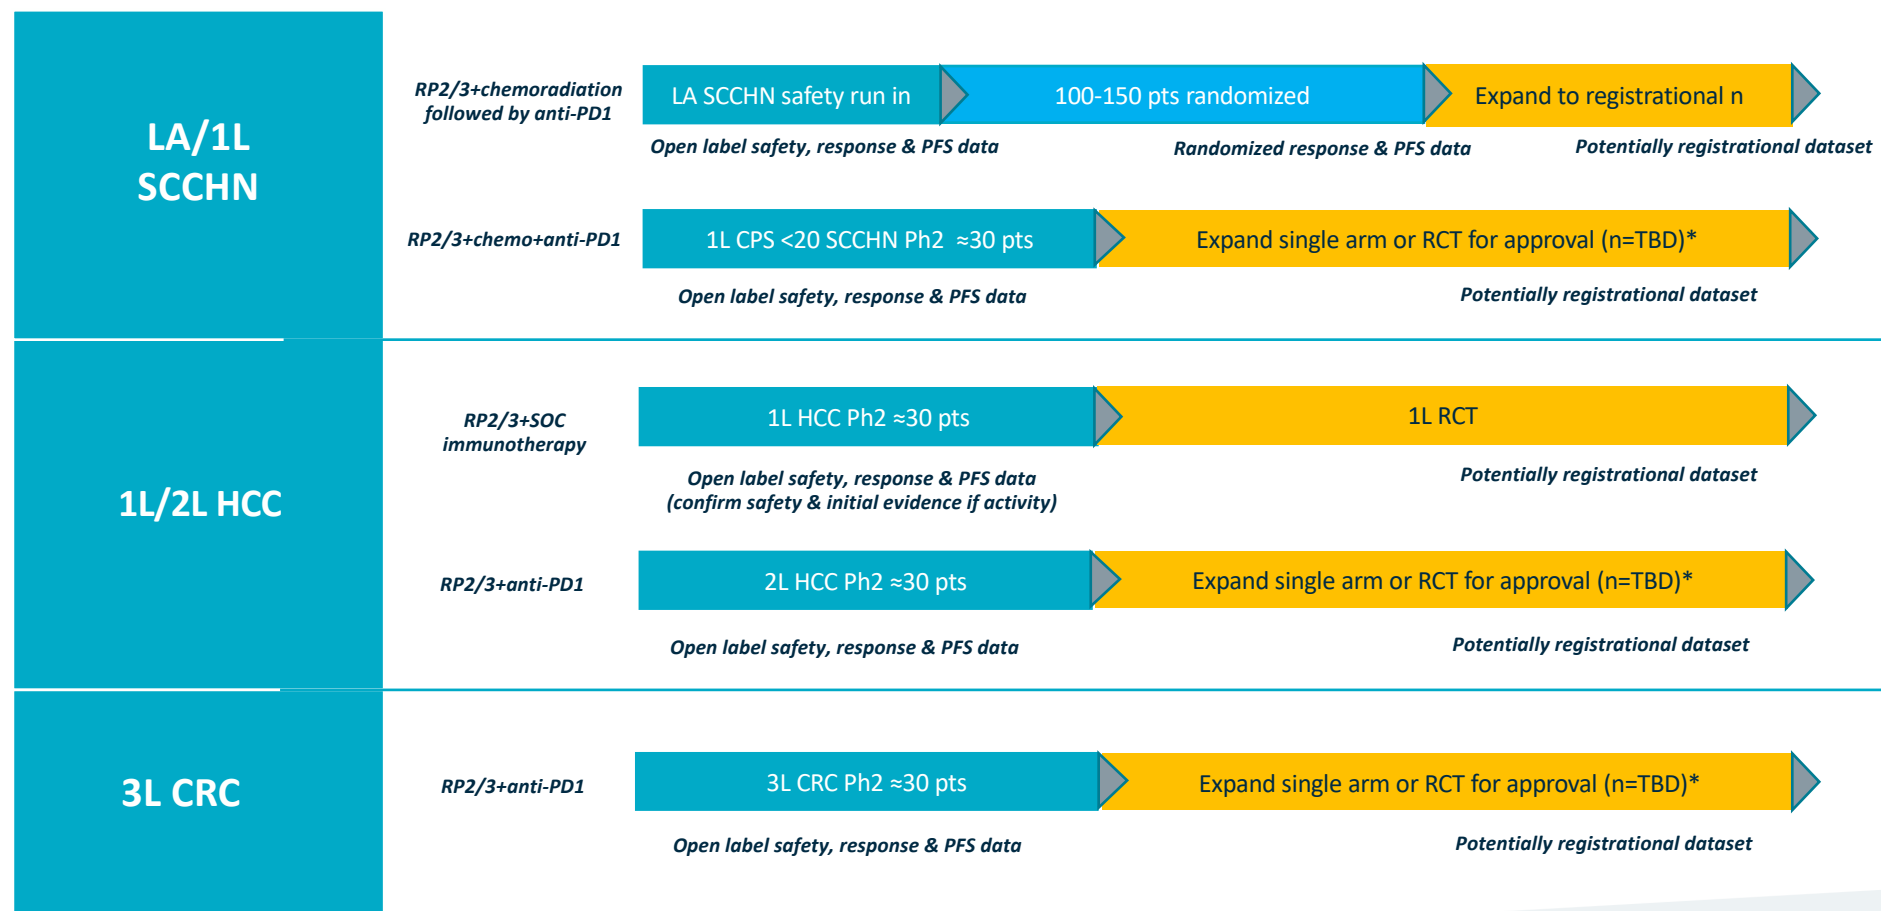 LA/1L
SCCHN
RP2/3+chemoradiation
followed by anti-PD1
LA SCCHN safety run in
100-150 pts randomized
Expand to registrational n
Open label safety, response & PFS data
Randomized response & PFS data
Potentially registrational dataset
RP2/3+chemo+anti-PD1
1L CPS <20 SCCHN Ph2 ≈30 pts
Expand single arm or RCT for approval (n=TBD)*
Open label safety, response & PFS data
Potentially registrational dataset
1L/2L HCC
RP2/3+SOC
immunotherapy
1L HCC Ph2 ≈30 pts
1L RCT
Open label safety, response & PFS data
(confirm safety & initial evidence if activity)
Potentially registrational dataset
RP2/3+anti-PD1
2L HCC Ph2 ≈30 pts
Expand single arm or RCT for approval (n=TBD)*
Open label safety, response & PFS data
Potentially registrational dataset
3L CRC
RP2/3+anti-PD1
3L CRC Ph2 ≈30 pts
Expand single arm or RCT for approval (n=TBD)*
Open label safety, response & PFS data
Potentially registrational dataset